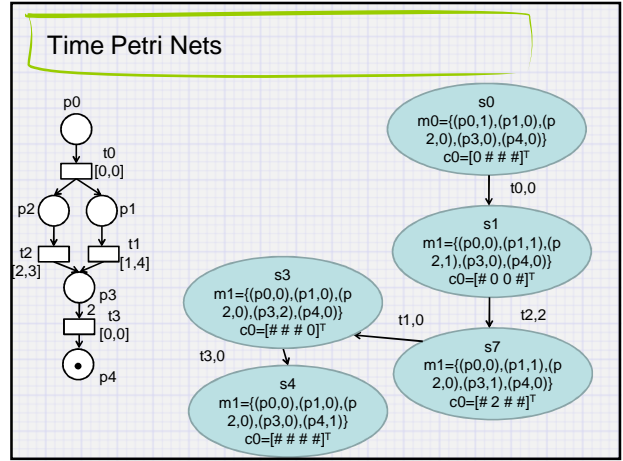 Time Petri Nets
p0
t0
[0,0]
p2
p1
t2
t1
[2,3]
[1,4]
p3
2
t3
[0,0]
p4
s0
m0={(p0,1),(p1,0),(p
2,0),(p3,0),(p4,0)}
c0=[0 # # #]ᵀ
t0,0
s1
m1={(p0,0),(p1,1),(p
2,1),(p3,0),(p4,0)}
c0=[# 0 0 #]ᵀ
t2,2
s7
m1={(p0,0),(p1,1),(p
2,0),(p3,1),(p4,0)}
c0=[# 2 # #]ᵀ
t1,0
s3
m1={(p0,0),(p1,0),(p
2,0),(p3,2),(p4,0)}
c0=[# # # 0]ᵀ
t3,0
s4
m1={(p0,0),(p1,0),(p
2,0),(p3,0),(p4,1)}
c0=[# # # #]ᵀ